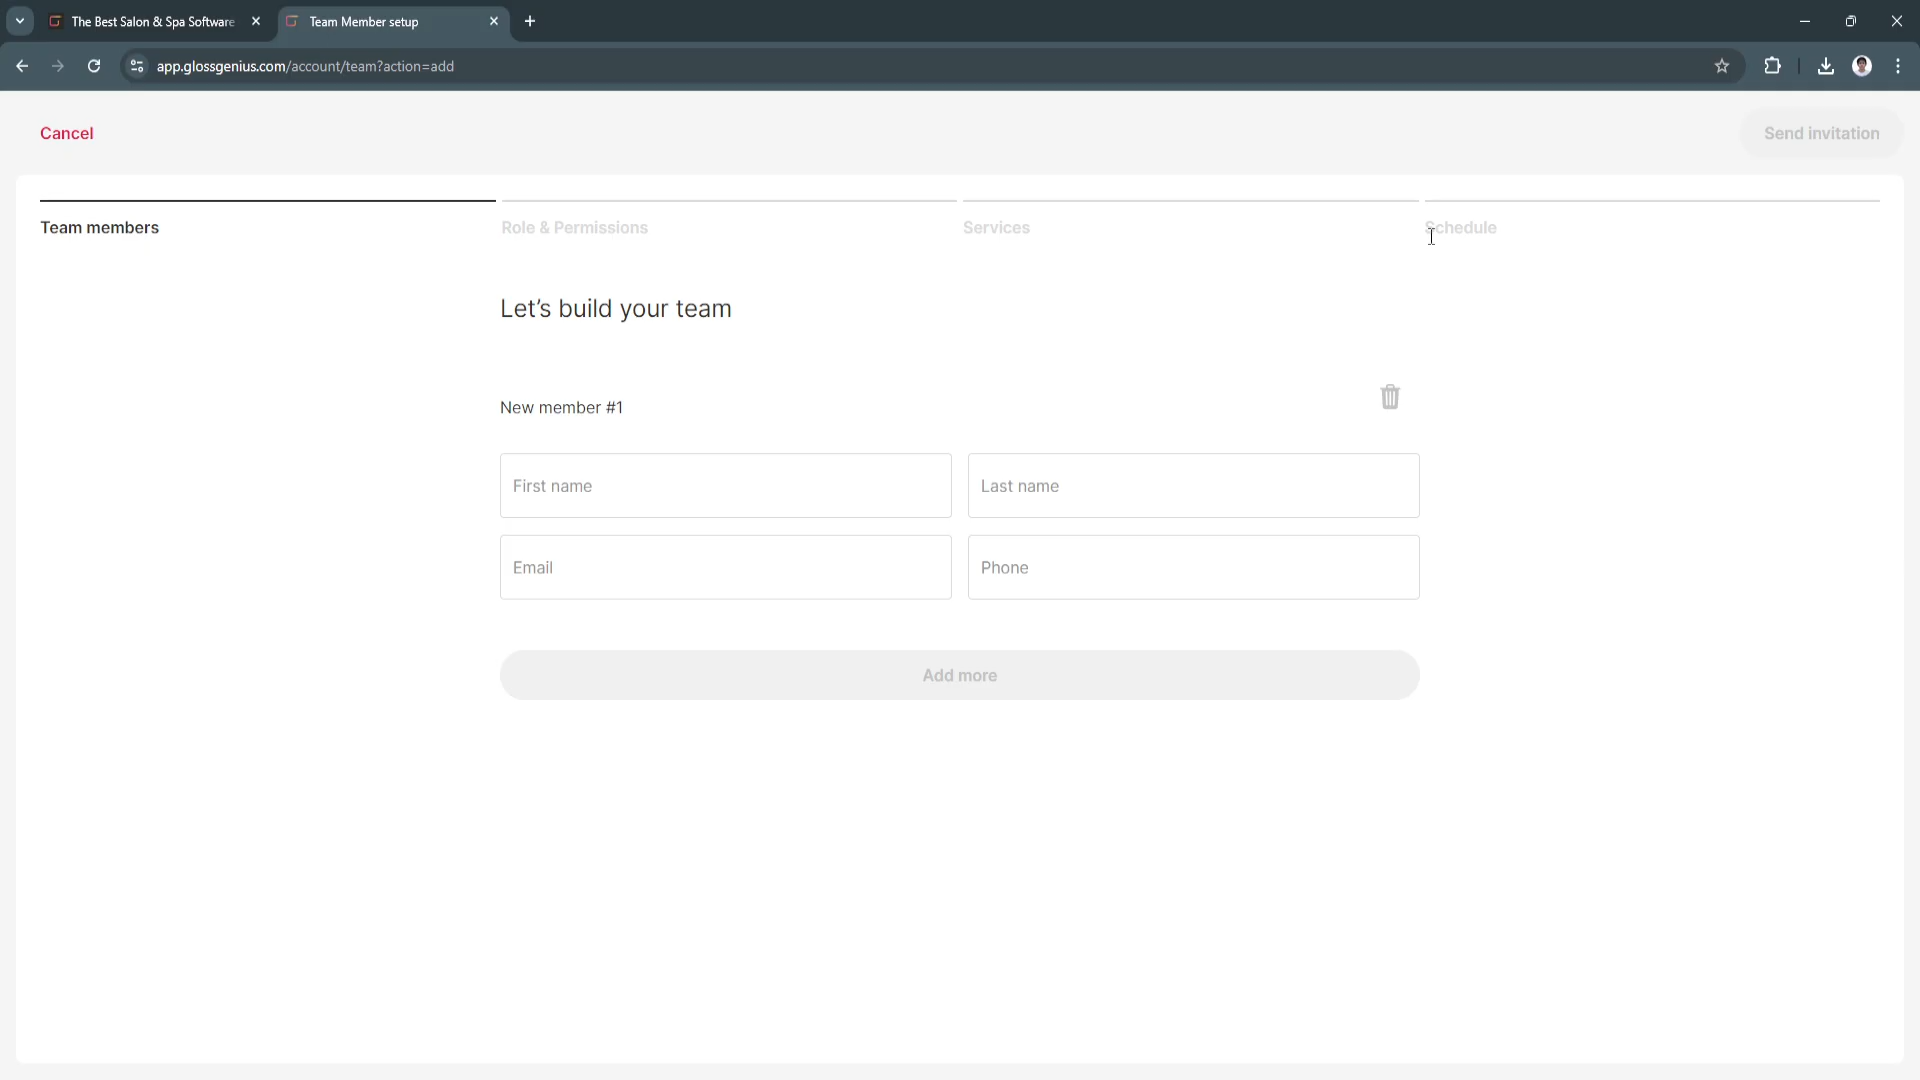 The Best Salon & Spa Software
Team Member setup
app.glossgenius.com/account/team?action=add
Cancel
Send invitation
Team members
Role & Permissions
Services
Schedule
Let’s build your team
New member #1
First name
Last name
Email
Phone
Add more